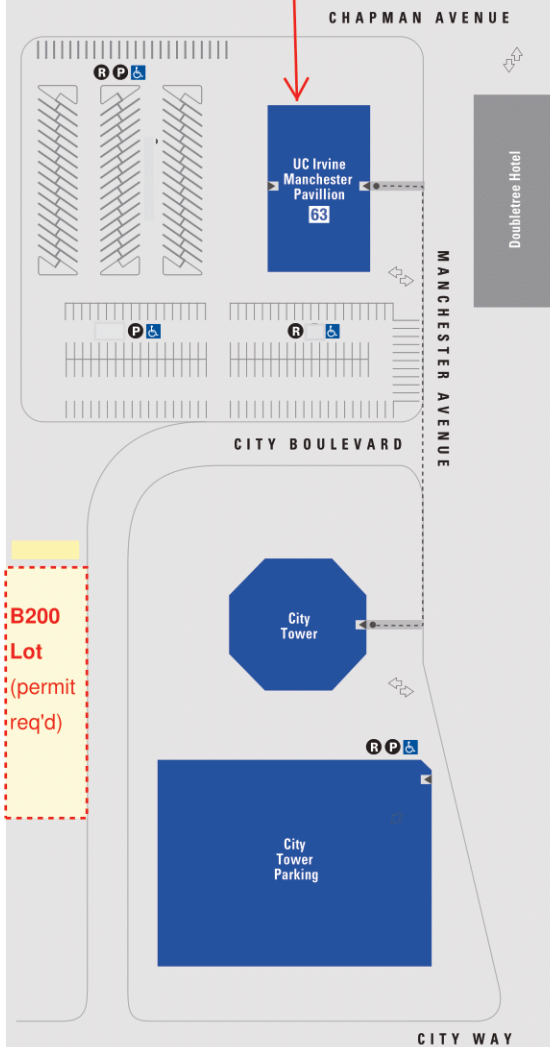 CHAPMAN AVENUE
R P
UC Irvine
Manchester
Pavillion
63
Doubletree Hotel
MANCHESTER AVENUE
P
R
CITY BOULEVARD
B200
Lot
(permit
req'd)
City
Tower
R P
City
Tower
Parking
CITY WAY